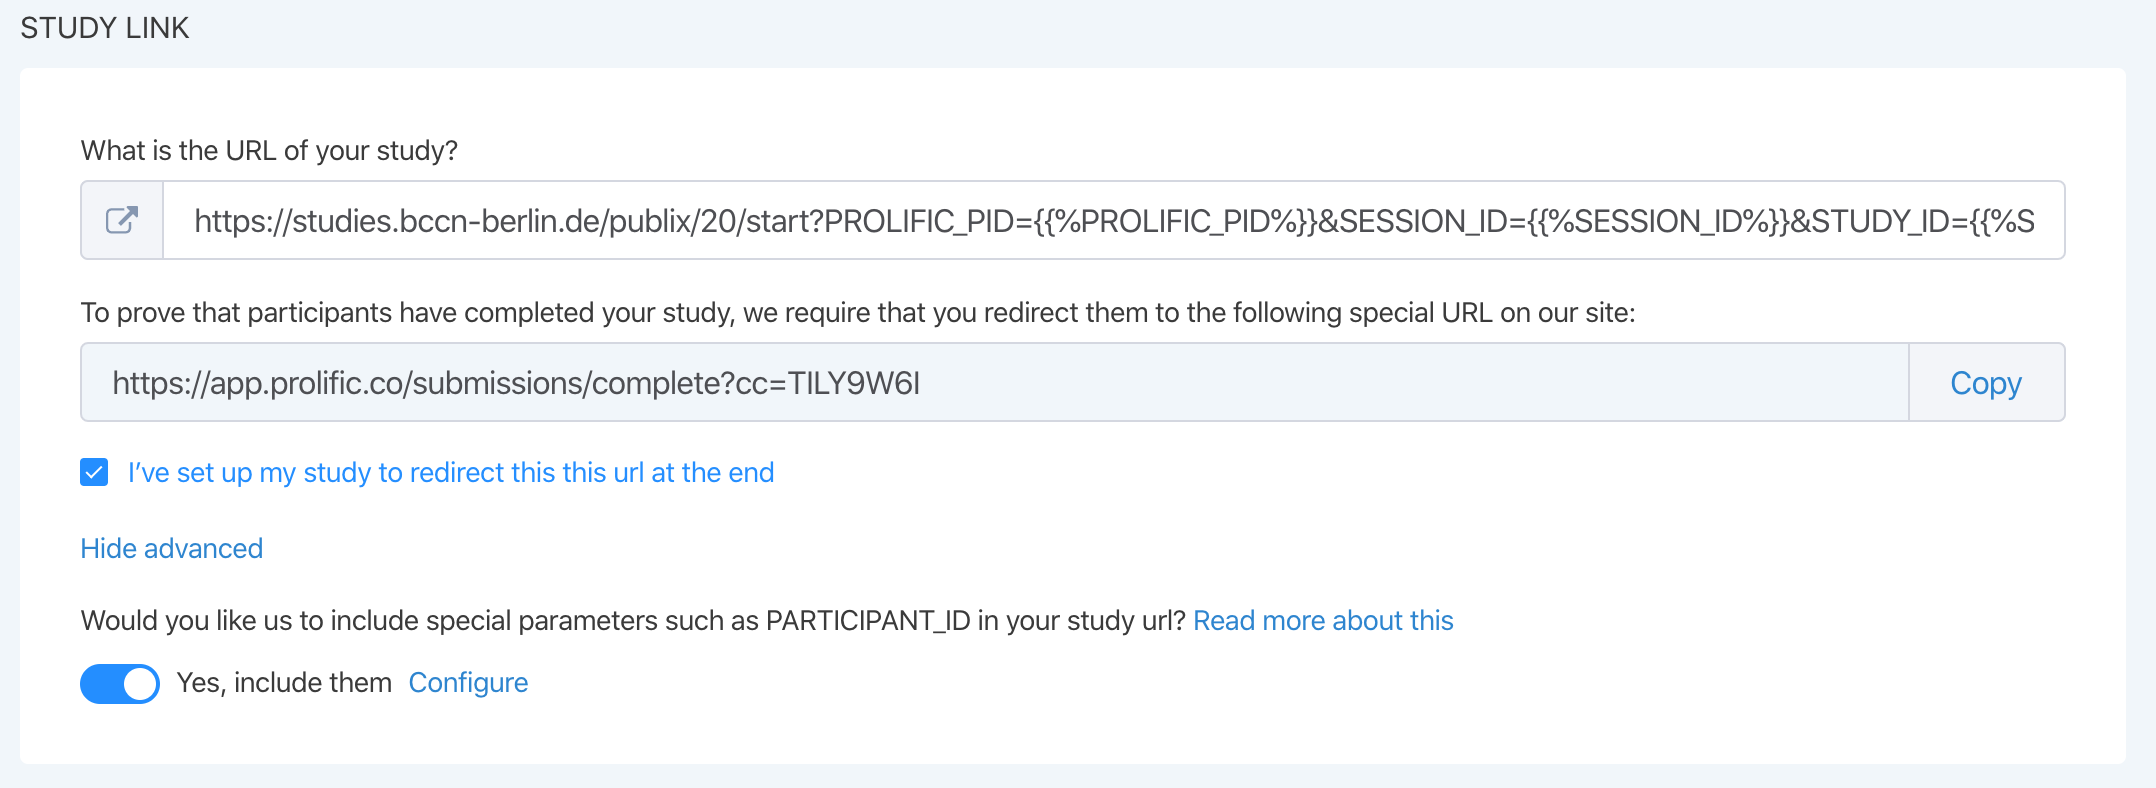 STUDY LINK
What is the URL of your study?
https://studies.bccn-berlin.de/publix/20/start?PROLIFIC_PID={{%PROLIFIC_PID%}}&SESSION_ID={{%SESSION_ID%}}&STUDY_ID={{%S
To prove that participants have completed your study, we require that you redirect them to the following special URL on our site:
https://app.prolific.co/submissions/complete?cc=TILY9W6I
Copy
I’ve set up my study to redirect this this url at the end
Hide advanced
Would you like us to include special parameters such as PARTICIPANT_ID in your study url? Read more about this
Yes, include them Configure